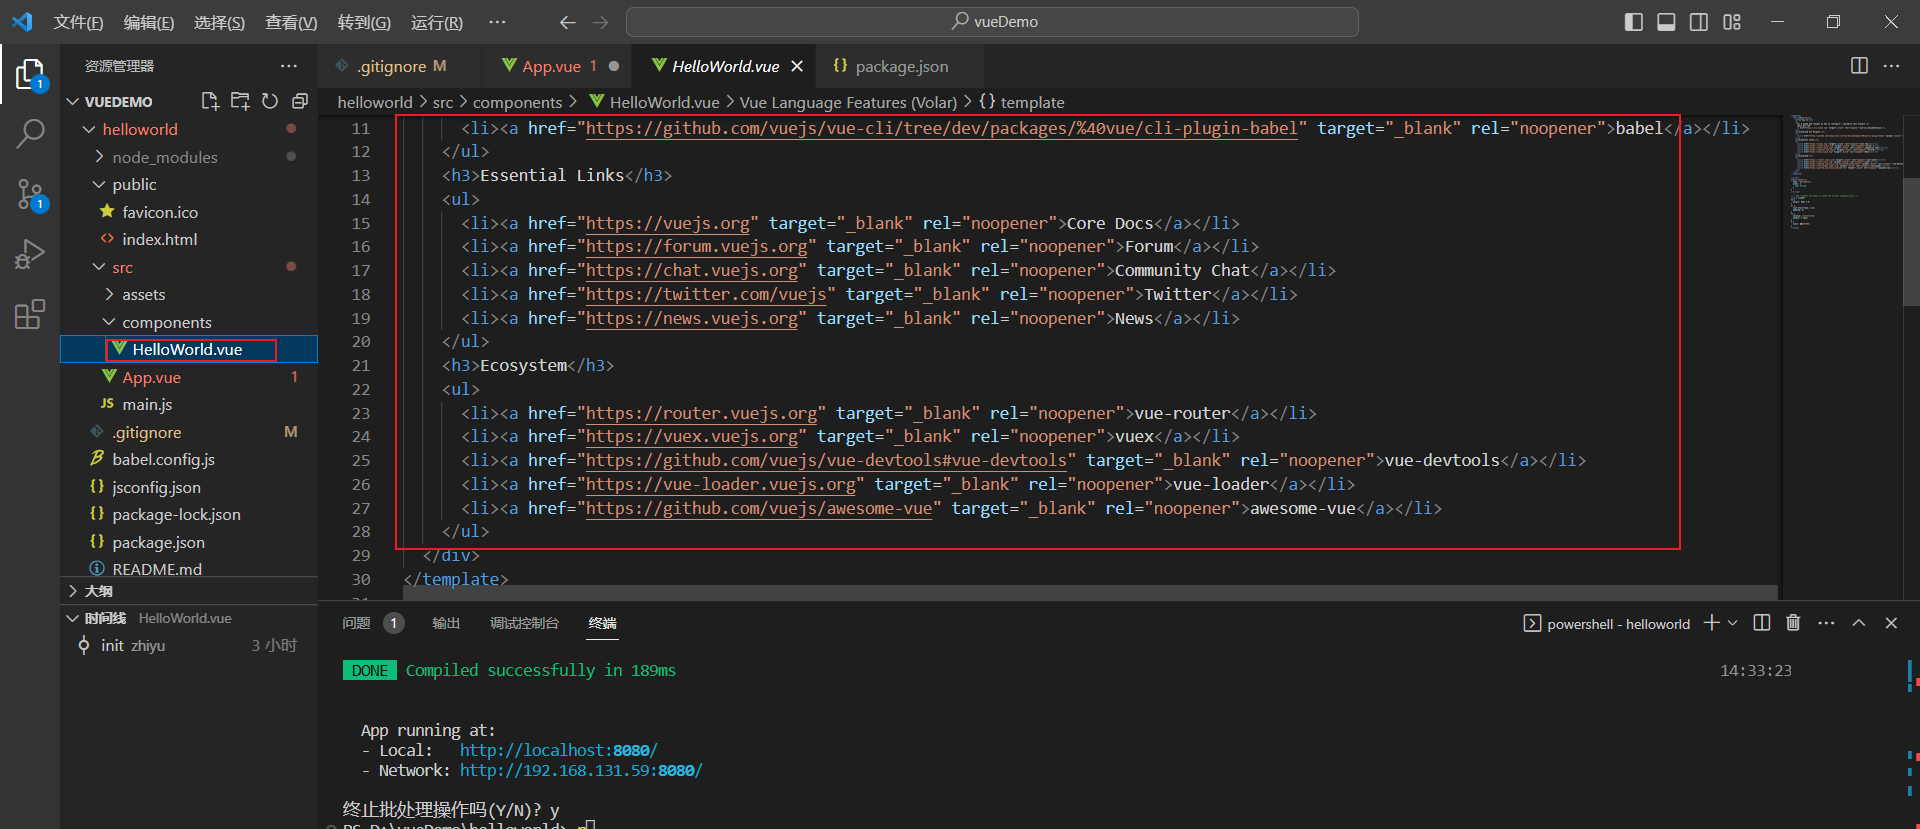 文件(F) 编辑(E) 选择(S) 查看(V) 转到(G) 运行(R) ··· vueDemo
资源管理器
.gitignore M App.vue 1 HelloWorld.vue package.json
VUEDEMO
helloworld > src > components > HelloWorld.vue > Vue Language Features (Volar) > {} template
helloworld
node_modules
public
favicon.ico
index.html
src
assets
components
HelloWorld.vue
App.vue 1
main.js
.gitignore M
babel.config.js
jsconfig.json
package-lock.json
package.json
README.md
大纲
时间线 HelloWorld.vue
init zhiyu 3 小时
11 <li><a href="https://github.com/vuejs/vue-cli/tree/dev/packages/%40vue/cli-plugin-babel" target="_blank" rel="noopener">babel</a></li>
12 </ul>
13 <h3>Essential Links</h3>
14 <ul>
15 <li><a href="https://vuejs.org" target="_blank" rel="noopener">Core Docs</a></li>
16 <li><a href="https://forum.vuejs.org" target="_blank" rel="noopener">Forum</a></li>
17 <li><a href="https://chat.vuejs.org" target="_blank" rel="noopener">Community Chat</a></li>
18 <li><a href="https://twitter.com/vuejs" target="_blank" rel="noopener">Twitter</a></li>
19 <li><a href="https://news.vuejs.org" target="_blank" rel="noopener">News</a></li>
20 </ul>
21 <h3>Ecosystem</h3>
22 <ul>
23 <li><a href="https://router.vuejs.org" target="_blank" rel="noopener">vue-router</a></li>
24 <li><a href="https://vuex.vuejs.org" target="_blank" rel="noopener">vuex</a></li>
25 <li><a href="https://github.com/vuejs/vue-devtools#vue-devtools" target="_blank" rel="noopener">vue-devtools</a></li>
26 <li><a href="https://vue-loader.vuejs.org" target="_blank" rel="noopener">vue-loader</a></li>
27 <li><a href="https://github.com/vuejs/awesome-vue" target="_blank" rel="noopener">awesome-vue</a></li>
28 </ul>
29 </div>
30 </template>
问题 1 输出 调试控制台 终端 powershell - helloworld
DONE Compiled successfully in 189ms 14:33:23
App running at:
- Local: http://localhost:8080/
- Network: http://192.168.131.59:8080/
终止批处理操作吗(Y/N)? y
PS D:\vueDemo\helloworld>